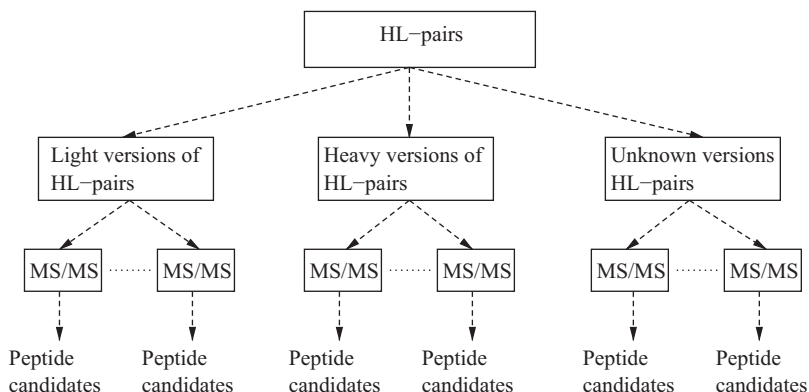 HL−pairs
Light versions of
HL−pairs
Heavy versions of
HL−pairs
Unknown versions
HL−pairs
MS/MS ........ MS/MS
MS/MS ........ MS/MS
MS/MS ........ MS/MS
Peptide
candidates
Peptide
candidates
Peptide
candidates
Peptide
candidates
Peptide
candidates
Peptide
candidates